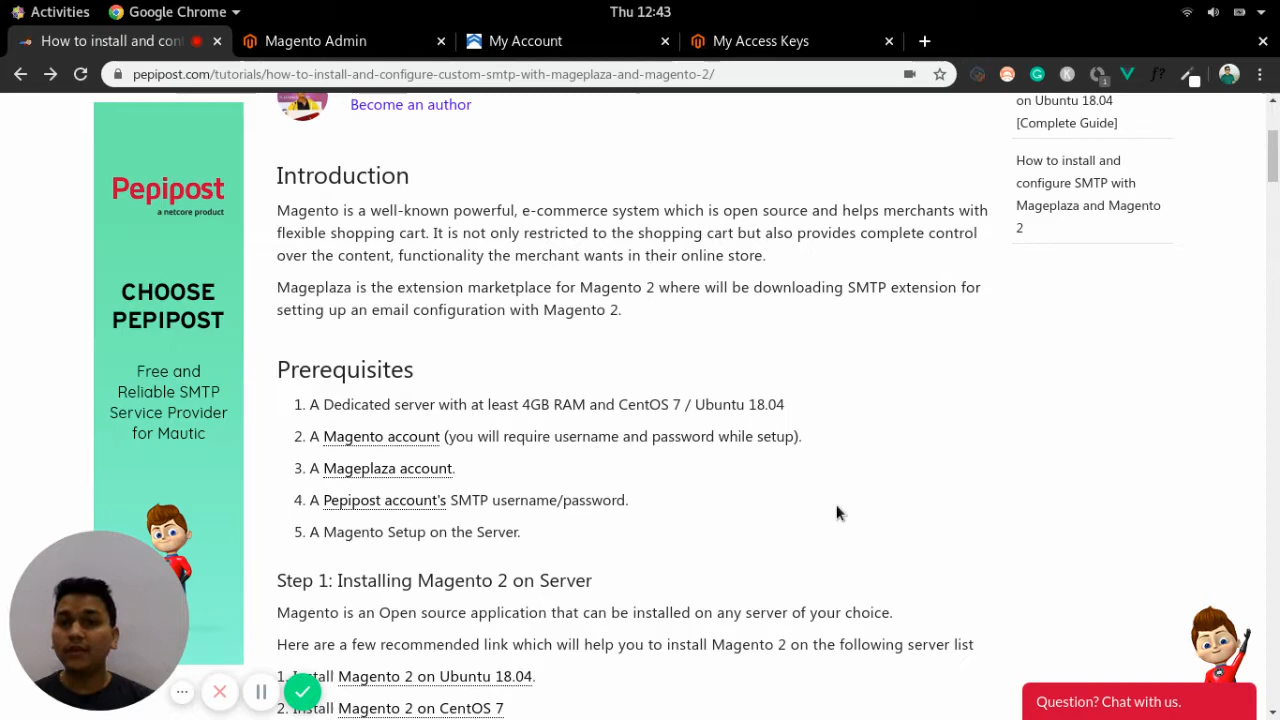 Activities
Google Chrome
Thu 12:43
How to install and con
Magento Admin
My Account
My Access Keys
pepipost.com/tutorials/how-to-install-and-configure-custom-smtp-with-mageplaza-and-magento-2/
Become an author
on Ubuntu 18.04
[Complete Guide]
How to install and
configure SMTP with
Mageplaza and Magento
2
Pepipost
a netcore product
CHOOSE
PEPIPOST
Free and
Reliable SMTP
Service Provider
for Mautic
Introduction
Magento is a well-known powerful, e-commerce system which is open source and helps merchants with
flexible shopping cart. It is not only restricted to the shopping cart but also provides complete control
over the content, functionality the merchant wants in their online store.
Mageplaza is the extension marketplace for Magento 2 where will be downloading SMTP extension for
setting up an email configuration with Magento 2.
Prerequisites
1. A Dedicated server with at least 4GB RAM and CentOS 7 / Ubuntu 18.04
2. A Magento account (you will require username and password while setup).
3. A Mageplaza account.
4. A Pepipost account's SMTP username/password.
5. A Magento Setup on the Server.
Step 1: Installing Magento 2 on Server
Magento is an Open source application that can be installed on any server of your choice.
Here are a few recommended link which will help you to install Magento 2 on the following server list
1. Install Magento 2 on Ubuntu 18.04.
2. Install Magento 2 on CentOS 7
Question? Chat with us.